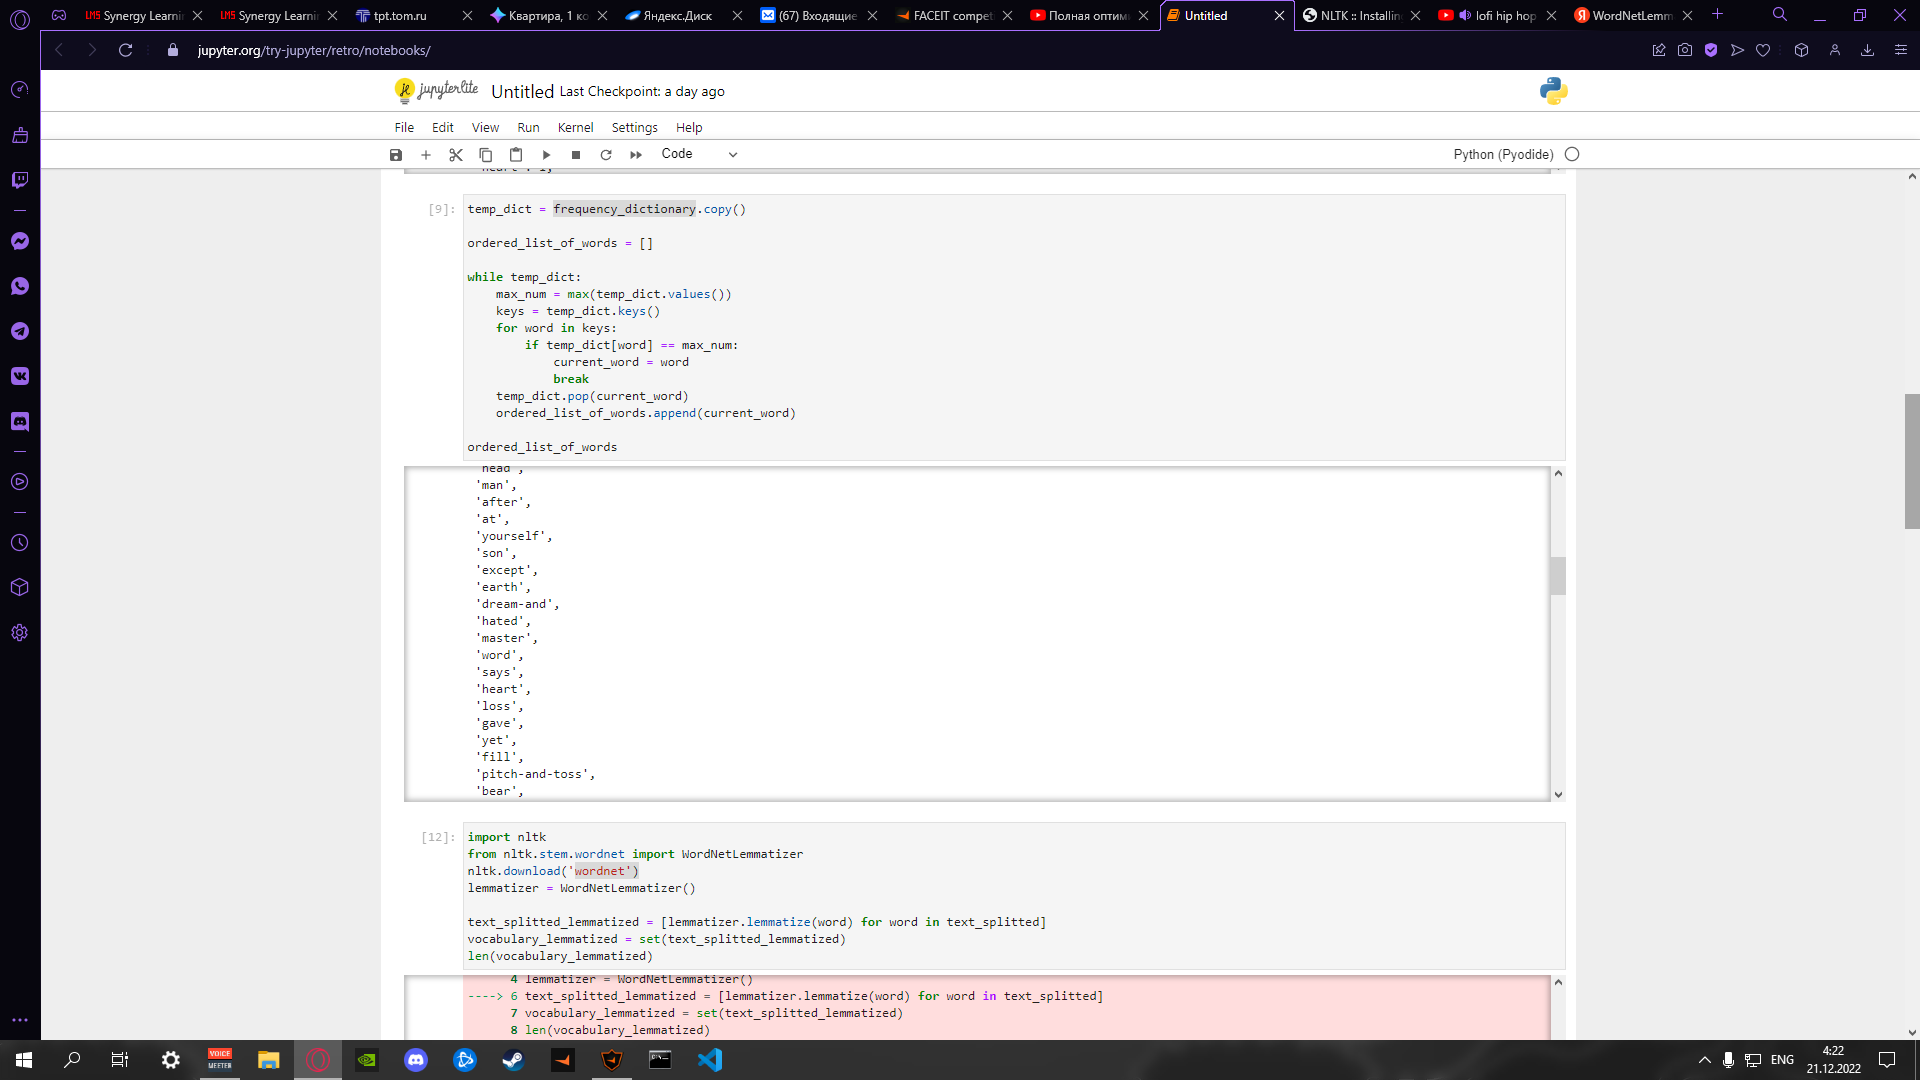 Synergy Learnin
Synergy Learnin
tpt.tom.ru
Квартира, 1 ко
Яндекс.Диск
(67) Входящие
FACEIT compet
Полная оптими
Untitled
NLTK :: Installin
lofi hip hop
WordNetLemm
jupyter.org/try-jupyter/retro/notebooks/
jupyterlite
Untitled Last Checkpoint: a day ago
File Edit View Run Kernel Settings Help
Code
Python (Pyodide)
[9]:
temp_dict = frequency_dictionary.copy()
ordered_list_of_words = []
while temp_dict:
max_num = max(temp_dict.values())
keys = temp_dict.keys()
for word in keys:
if temp_dict[word] == max_num:
current_word = word
break
temp_dict.pop(current_word)
ordered_list_of_words.append(current_word)
ordered_list_of_words
'head',
'man',
'after',
'at',
'yourself',
'son',
'except',
'earth',
'dream-and',
'hated',
'master',
'word',
'says',
'heart',
'loss',
'gave',
'yet',
'fill',
'pitch-and-toss',
'bear',
[12]:
import nltk
from nltk.stem.wordnet import WordNetLemmatizer
nltk.download('wordnet')
lemmatizer = WordNetLemmatizer()
text_splitted_lemmatized = [lemmatizer.lemmatize(word) for word in text_splitted]
vocabulary_lemmatized = set(text_splitted_lemmatized)
len(vocabulary_lemmatized)
4 lemmatizer = WordNetLemmatizer()
----> 6 text_splitted_lemmatized = [lemmatizer.lemmatize(word) for word in text_splitted]
7 vocabulary_lemmatized = set(text_splitted_lemmatized)
8 len(vocabulary_lemmatized)
VOICE
MEETER
ENG
4:22
21.12.2022